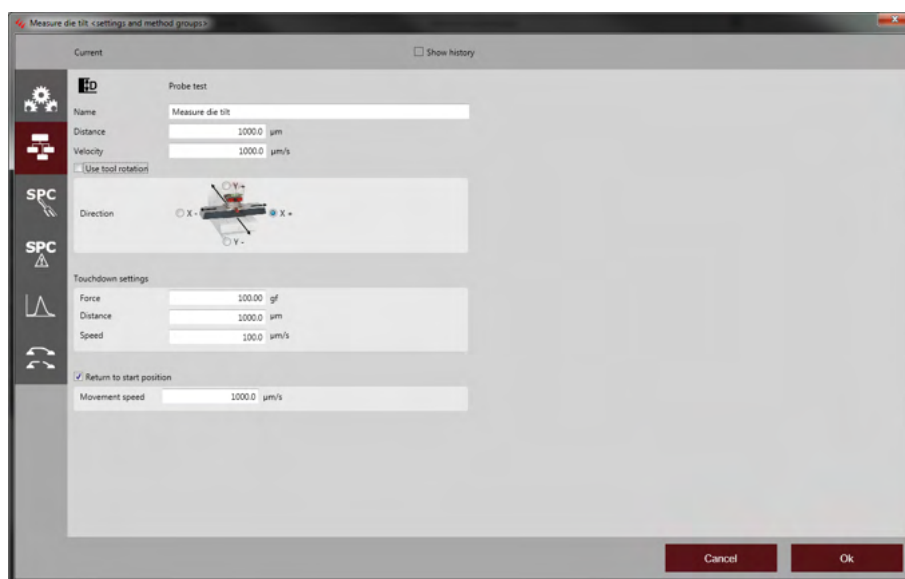 Measure die tilt <settings and method groups>
Current Show history
Probe test
Name Measure die tilt
Distance 1000.0 µm
Velocity 1000.0 µm/s
Use tool rotation
Y +
Direction X - X +
Y -
Touchdown settings
Force 100.00 gf
Distance 1000.0 µm
Speed 100.0 µm/s
Return to start position
Movement speed 1000.0 µm/s
SPC
SPC
Cancel Ok